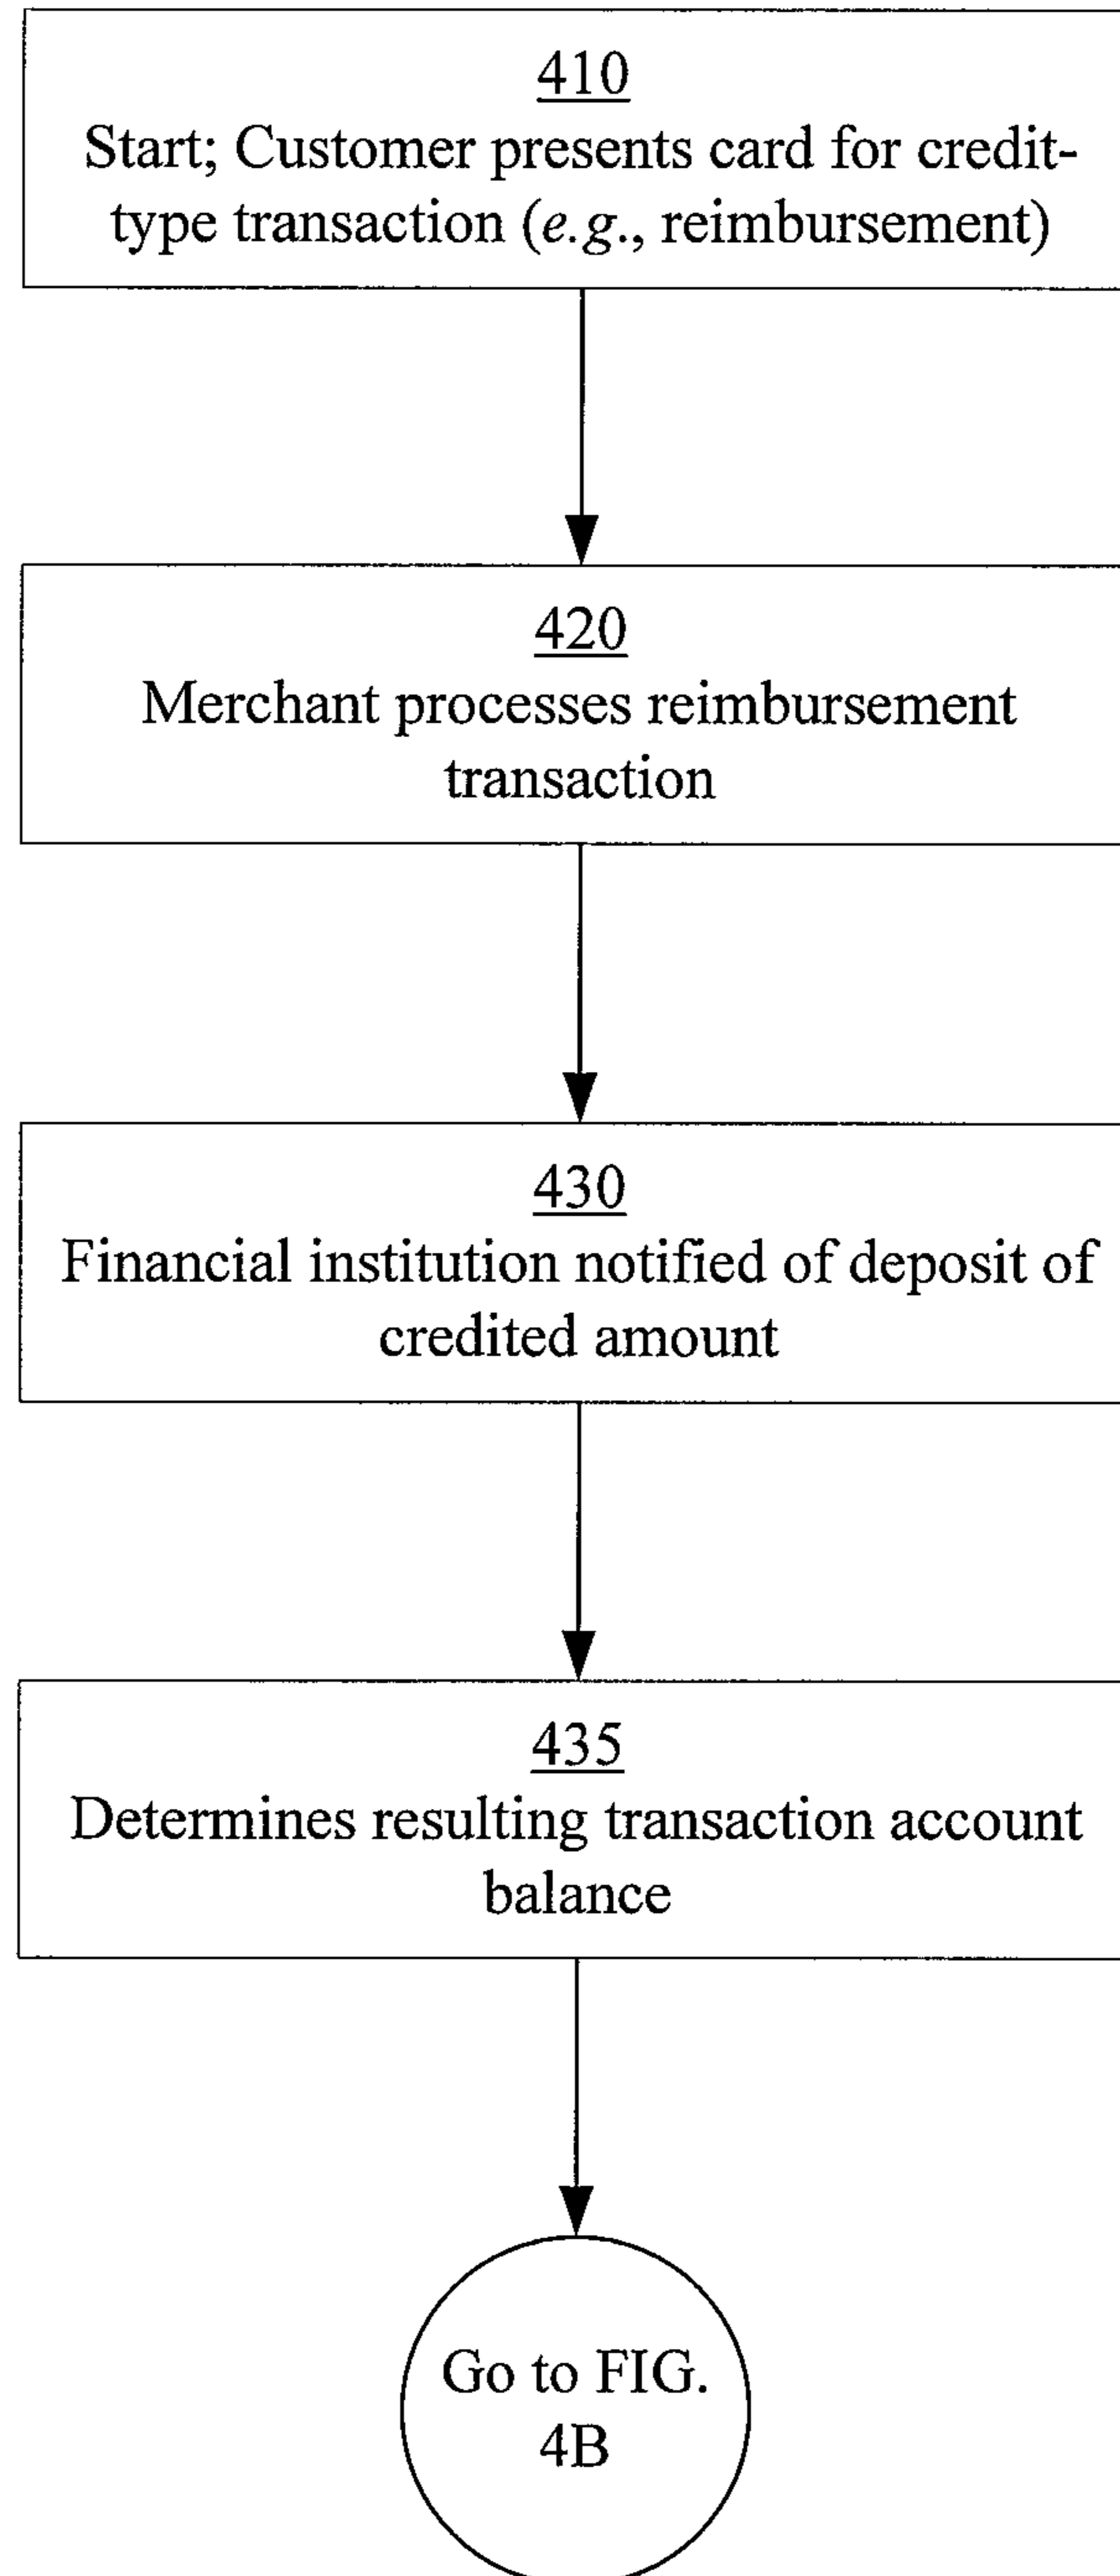 410
Start; Customer presents card for credit-
type transaction (e.g., reimbursement)
420
Merchant processes reimbursement
transaction
430
Financial institution notified of deposit of
credited amount
435
Determines resulting transaction account
balance
Go to FIG.
4B